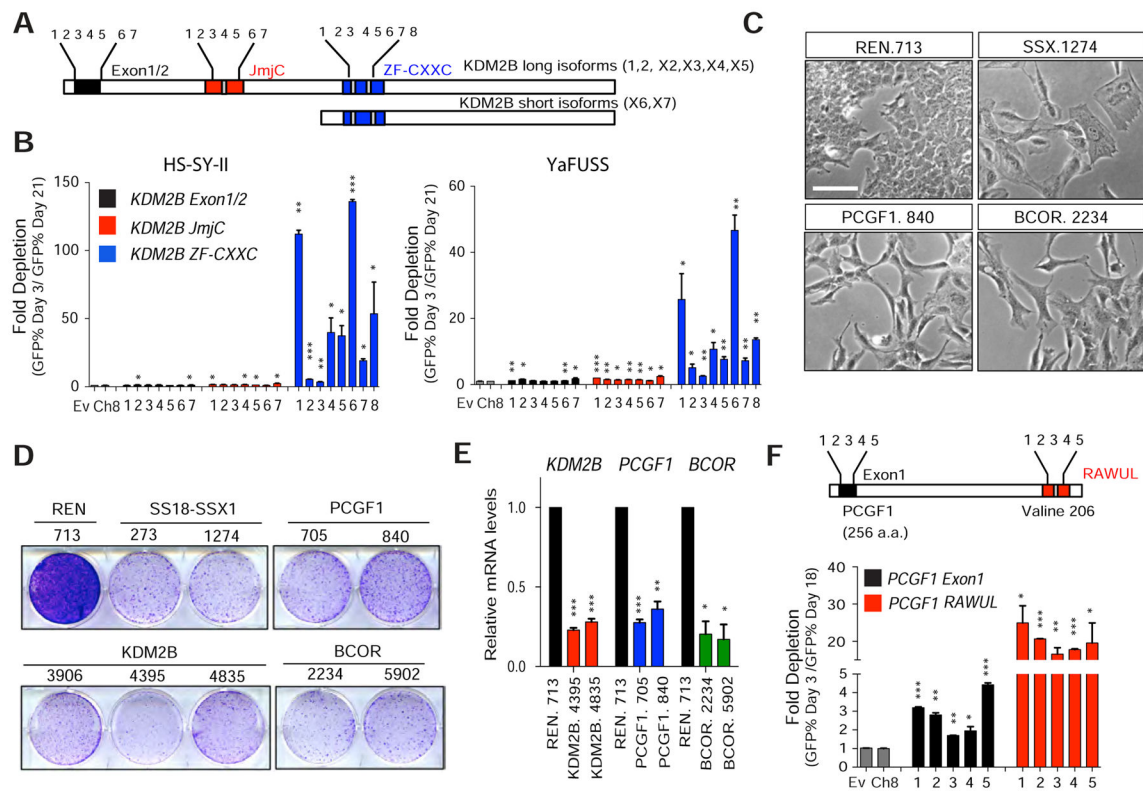 A
1 2 3 4 5 6 7
1 2 3 4 5 6 7
1 2 3 4 5 6 7 8
Exon1/2
JmjC
ZF-CXXC
KDM2B long isoforms (1,2, X2,X3,X4,X5)
KDM2B short isoforms (X6,X7)
B
HS-SY-II
Fold Depletion
(GFP% Day 3/ GFP% Day 21)
150
100
50
0
KDM2B Exon1/2
KDM2B JmjC
KDM2B ZF-CXXC
* * * * * * ** *** ** * * *** * *
Ev Ch8 1 2 3 4 5 6 7 1 2 3 4 5 6 7 1 2 3 4 5 6 7 8
YaFUSS
Fold Depletion
(GFP% Day 3 /GFP% Day 21)
60
40
20
0
** * ** * *** * *** ** *** ** * * * * ** * ** ** ** **
Ev Ch8 1 2 3 4 5 6 7 1 2 3 4 5 6 7 1 2 3 4 5 6 7 8
C
REN.713
SSX.1274
PCGF1. 840
BCOR. 2234
D
REN
SS18-SSX1
PCGF1
713
273
1274
705
840
KDM2B
BCOR
3906
4395
4835
2234
5902
E
KDM2B
PCGF1
BCOR
Relative mRNA levels
1.0
0.5
0.0
*** *** *** ** * *
REN. 713
KDM2B. 4395
KDM2B. 4835
REN. 713
PCGF1. 705
PCGF1. 840
REN. 713
BCOR. 2234
BCOR. 5902
F
1 2 3 4 5
1 2 3 4 5
Exon1
RAWUL
PCGF1
(256 a.a.)
Valine 206
PCGF1 Exon1
PCGF1 RAWUL
Fold Depletion
(GFP% Day 3 /GFP% Day 18)
30
20
10
5
4
3
2
1
0
*** ** ** * *** * *** ** *** *
Ev Ch8 1 2 3 4 5 1 2 3 4 5